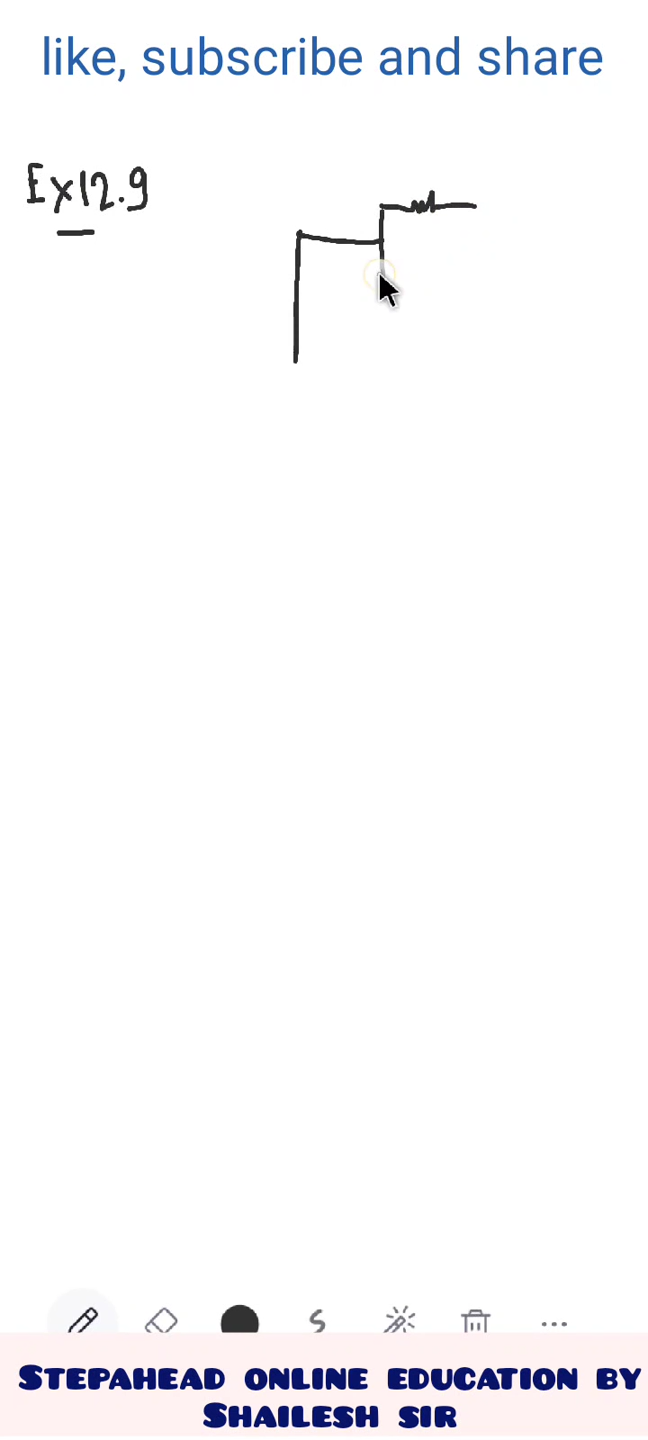 like, subscribe and share
Ex12.9
STEPAHEAD ONLINE EDUCATION BY
SHAILESH SIR